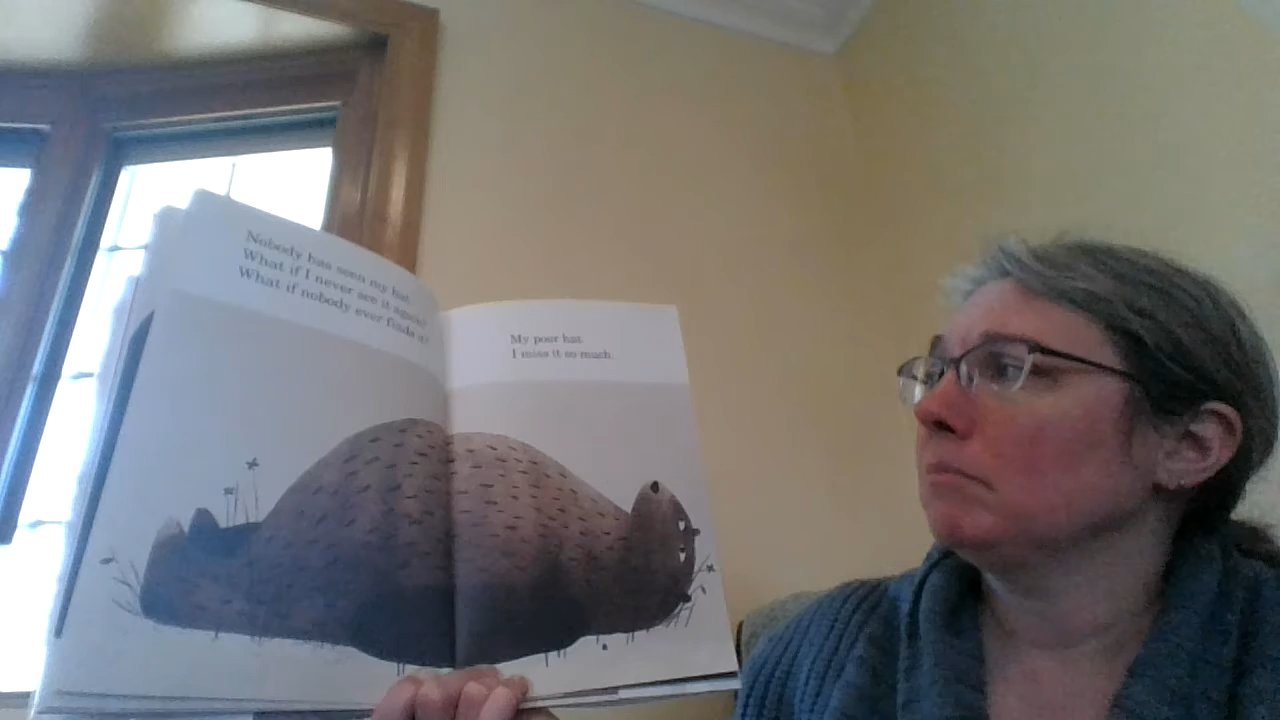 Nobody has seen my hat.
What if I never see it again?
What if nobody ever finds it?
My poor hat.
I miss it so much.